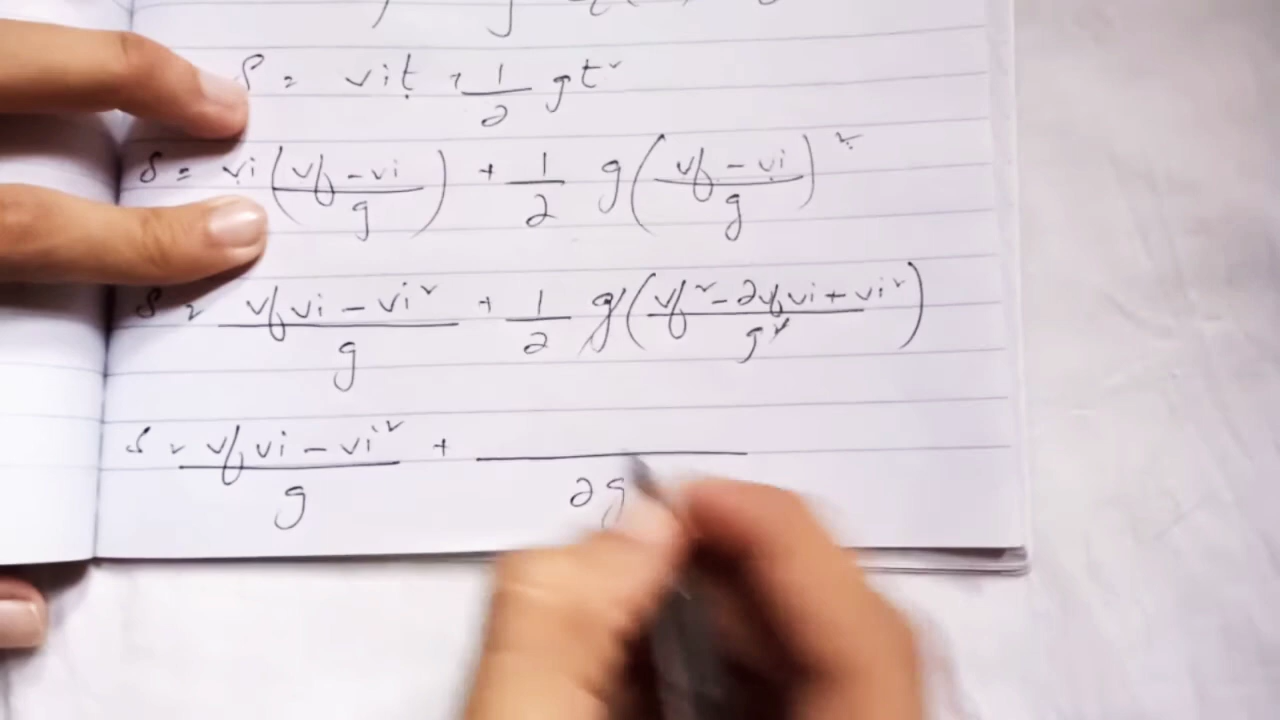 S = vit + 1/2 gt²
S = vi(vf - vi/g) + 1/2 g(vf - vi/g)²
S = vfvi - vi²/g + 1/2 g(vf² - 2vfvi + vi²/g²)
S = vfvi - vi²/g + /2g